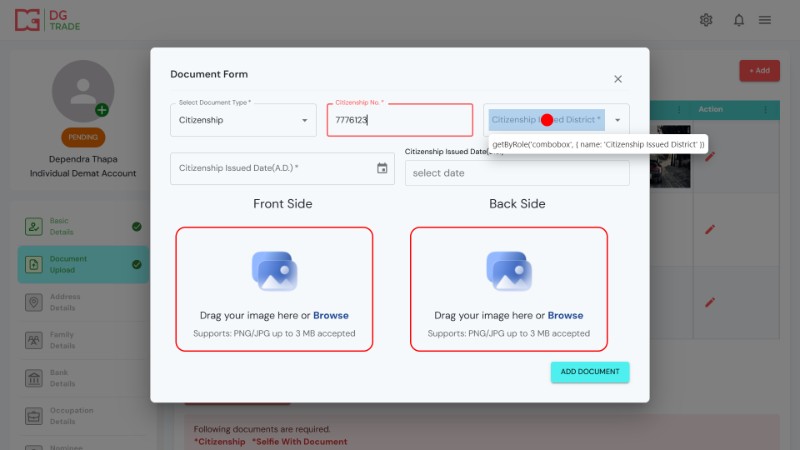 DG
TRADE
Document Form
+ Add
Select Document Type *
Citizenship
Citizenship No. *
7776123
Citizenship Issued District *
getByRole('combobox', { name: 'Citizenship Issued District' })
Action
PENDING
Dependra Thapa
Individual Demat Account
Citizenship Issued Date(A.D.) *
Citizenship Issued
select date
Front Side
Back Side
Drag your image here or Browse
Supports: PNG/JPG up to 3 MB accepted
Drag your image here or Browse
Supports: PNG/JPG up to 3 MB accepted
ADD DOCUMENT
Basic
Details
Document
Upload
Address
Details
Family
Details
Bank
Details
Occupation
Details
Nominee
Following documents are required.
*Citizenship *Selfie With Document